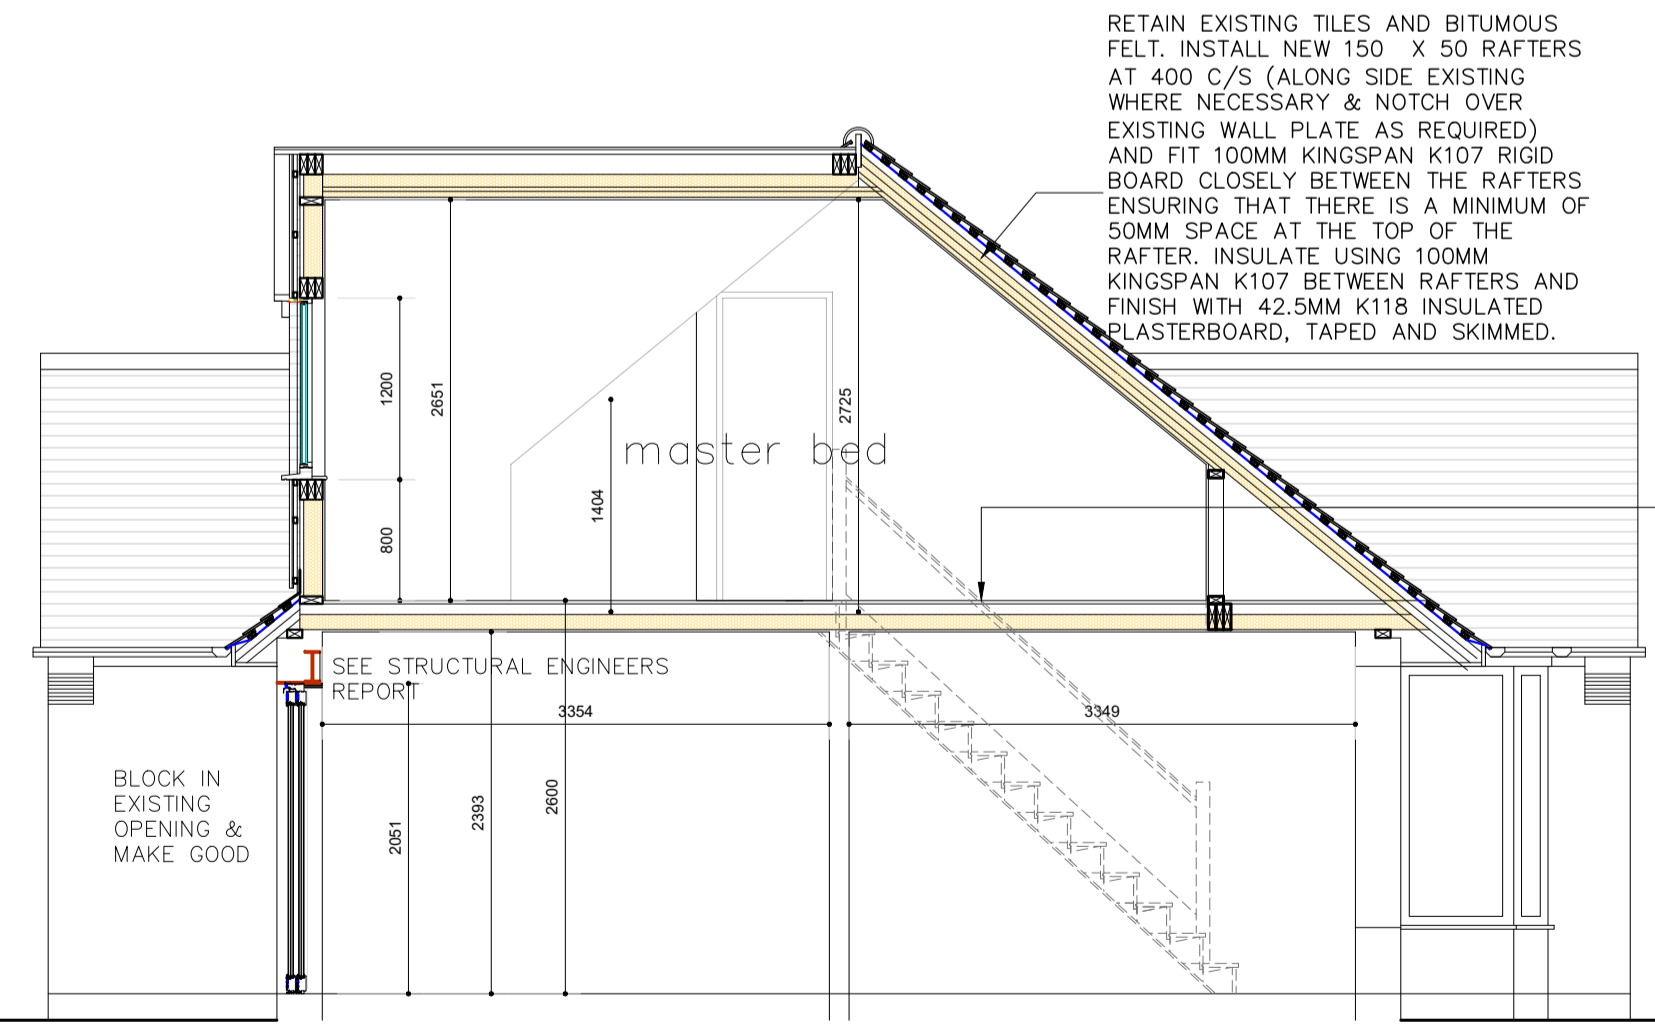 RETAIN EXISTING TILES AND BITUMOUS
FELT. INSTALL NEW 150 X 50 RAFTERS
AT 400 C/S (ALONG SIDE EXISTING
WHERE NECESSARY & NOTCH OVER
EXISTING WALL PLATE AS REQUIRED)
AND FIT 100MM KINGSPAN K107 RIGID
BOARD CLOSELY BETWEEN THE RAFTERS
ENSURING THAT THERE IS A MINIMUM OF
50MM SPACE AT THE TOP OF THE
RAFTER. INSULATE USING 100MM
KINGSPAN K107 BETWEEN RAFTERS AND
FINISH WITH 42.5MM K118 INSULATED
PLASTERBOARD, TAPED AND SKIMMED.
1200
2651
2725
master bed
1404
800
SEE STRUCTURAL ENGINEERS
REPORT
3354
3349
BLOCK IN
EXISTING
OPENING &
MAKE GOOD
2051
2393
2600